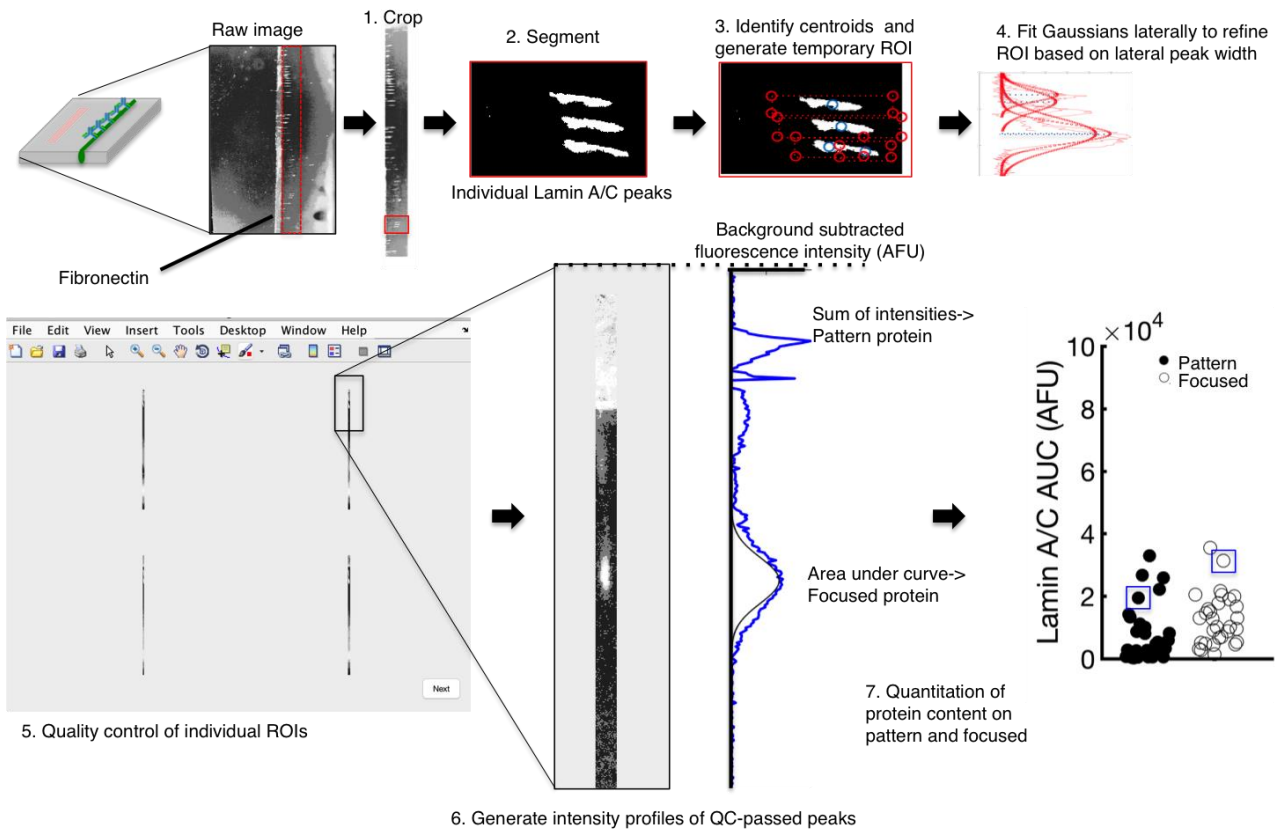 Raw image
1. Crop
2. Segment
3. Identify centroids and
generate temporary ROI
4. Fit Gaussians laterally to refine
ROI based on lateral peak width
Individual Lamin A/C peaks
Fibronectin
Background subtracted
fluorescence intensity (AFU)
Sum of intensities->
Pattern protein
Area under curve->
Focused protein
File Edit View Insert Tools Desktop Window Help
Next
5. Quality control of individual ROIs
6. Generate intensity profiles of QC-passed peaks
7. Quantitation of
protein content on
pattern and focused
×10⁴
10
8
6
4
2
0
Lamin A/C AUC (AFU)
Pattern
Focused